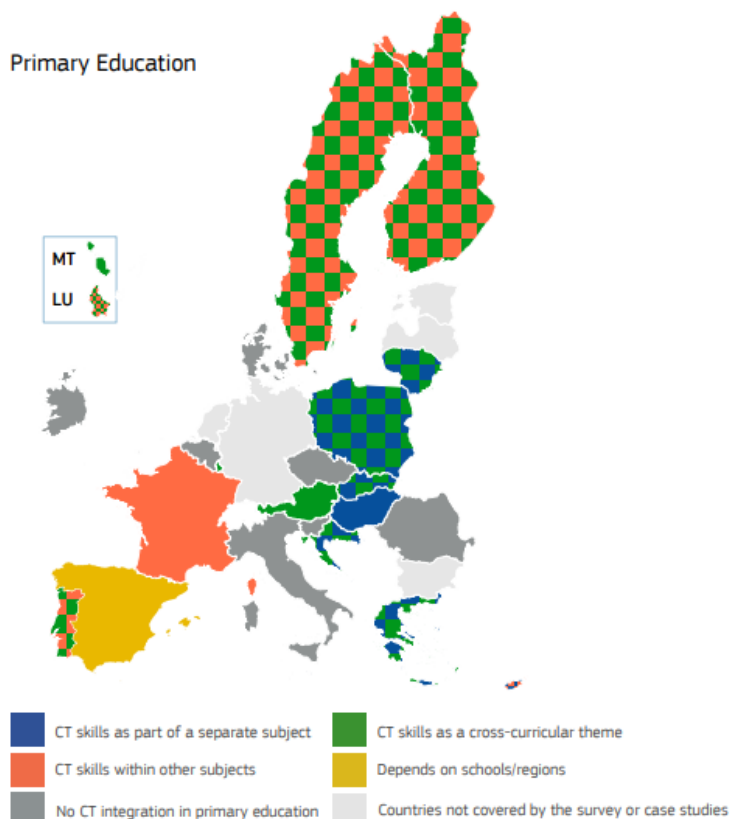 Primary Education
MT
LU
CT skills as part of a separate subject
CT skills as a cross-curricular theme
CT skills within other subjects
Depends on schools/regions
No CT integration in primary education
Countries not covered by the survey or case studies